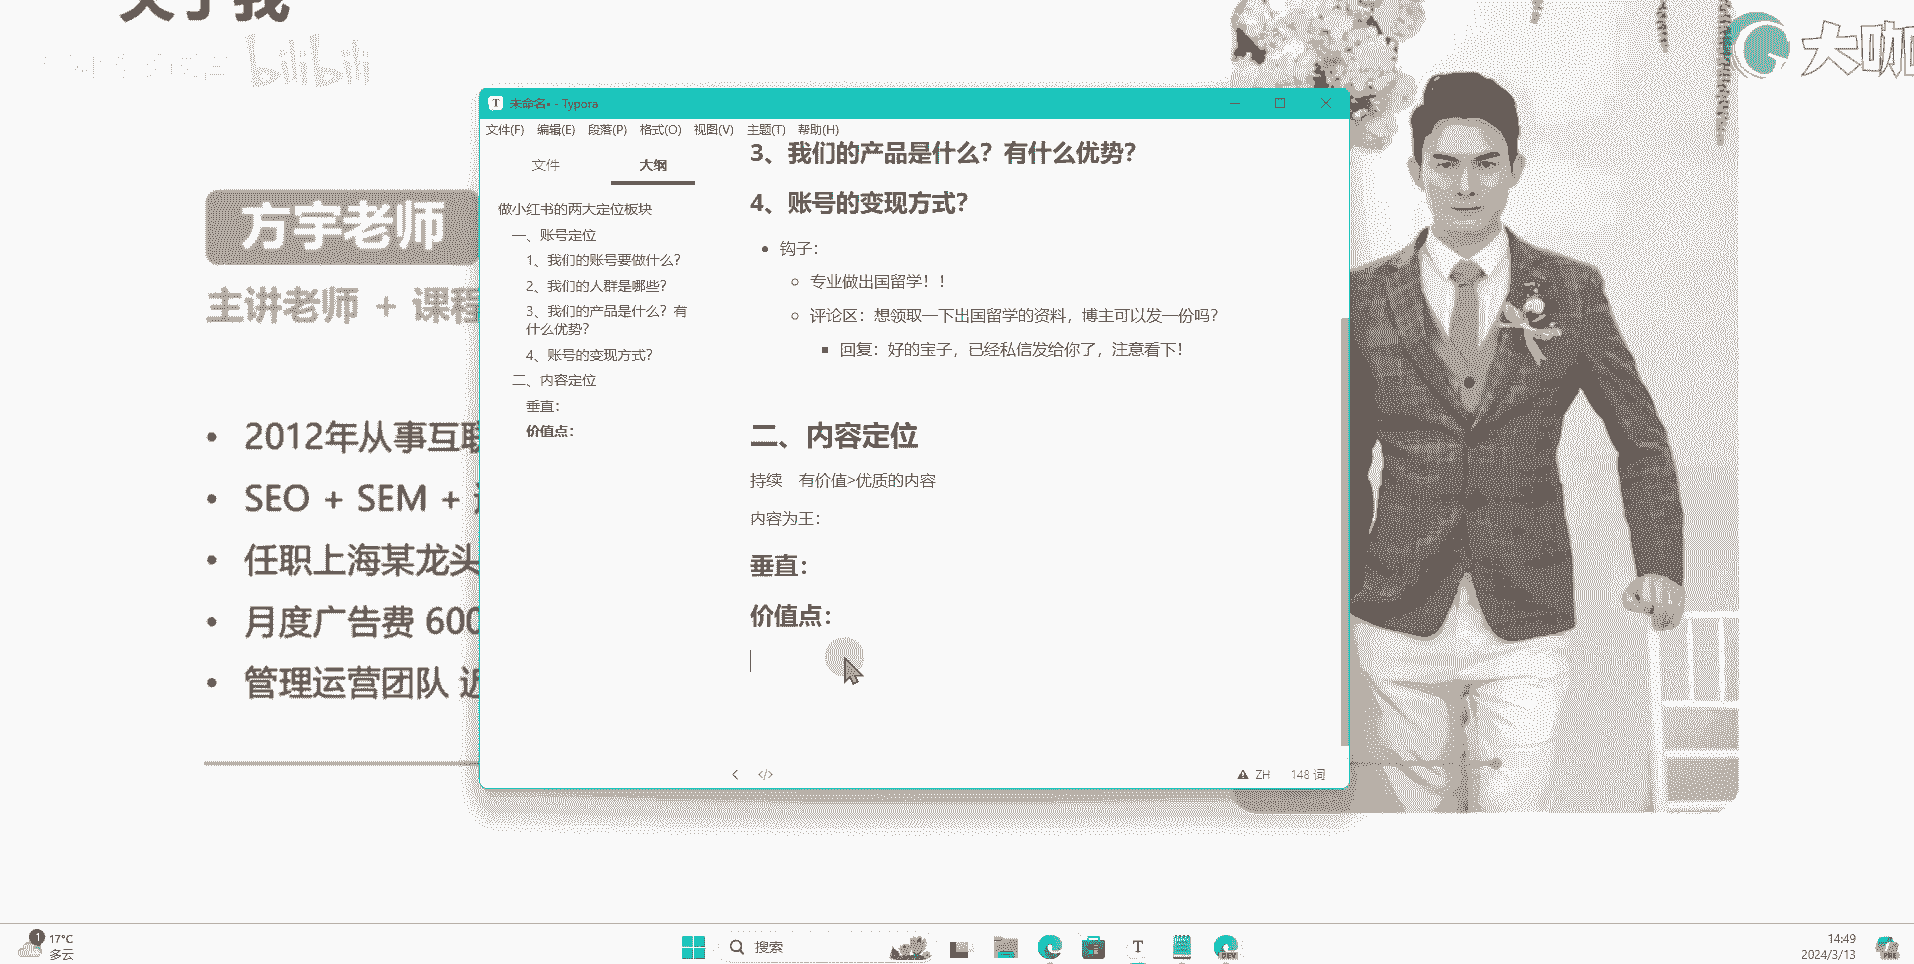 关于我
bilibili
大咖
方宇老师
主讲老师 + 课程
• 2012年从事互联
• SEO + SEM +
• 任职上海某龙头
• 月度广告费 600
• 管理运营团队 近
未命名• - Typora
文件(F) 编辑(E) 段落(P) 格式(O) 视图(V) 主题(T) 帮助(H)
文件 大纲
做小红书的两大定位板块
一、账号定位
1、我们的账号要做什么？
2、我们的人群是哪些？
3、我们的产品是什么？有
什么优势？
4、账号的变现方式？
二、内容定位
垂直：
价值点：
3、我们的产品是什么？有什么优势？
4、账号的变现方式？
• 钩子：
专业做出国留学！！
评论区：想领取一下出国留学的资料，博主可以发一份吗？
回复：好的宝子，已经私信发给你了，注意看下！
二、内容定位
持续 有价值>优质的内容
内容为王：
垂直：
价值点：
</> ZH 148 词
1 17°C
多云
搜索
T
DEV
14:49
2024/3/13
PRE